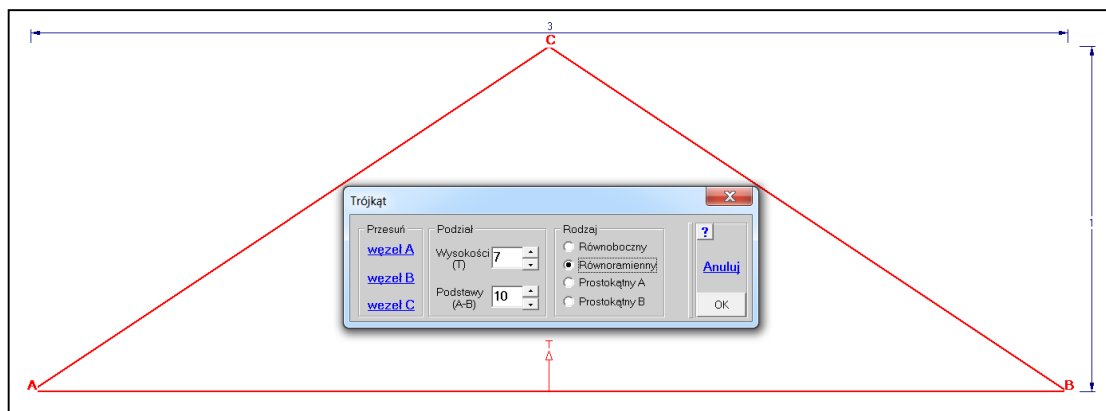 3
C
1
Trójkąt
Przesuń
węzeł A
węzeł B
węzeł C
Podział
Wysokości
(T)
7
Podstawy
(A-B)
10
Rodzaj
Równoboczny
Równoramienny
Prostokątny A
Prostokątny B
?
Anuluj
OK
T
A
B